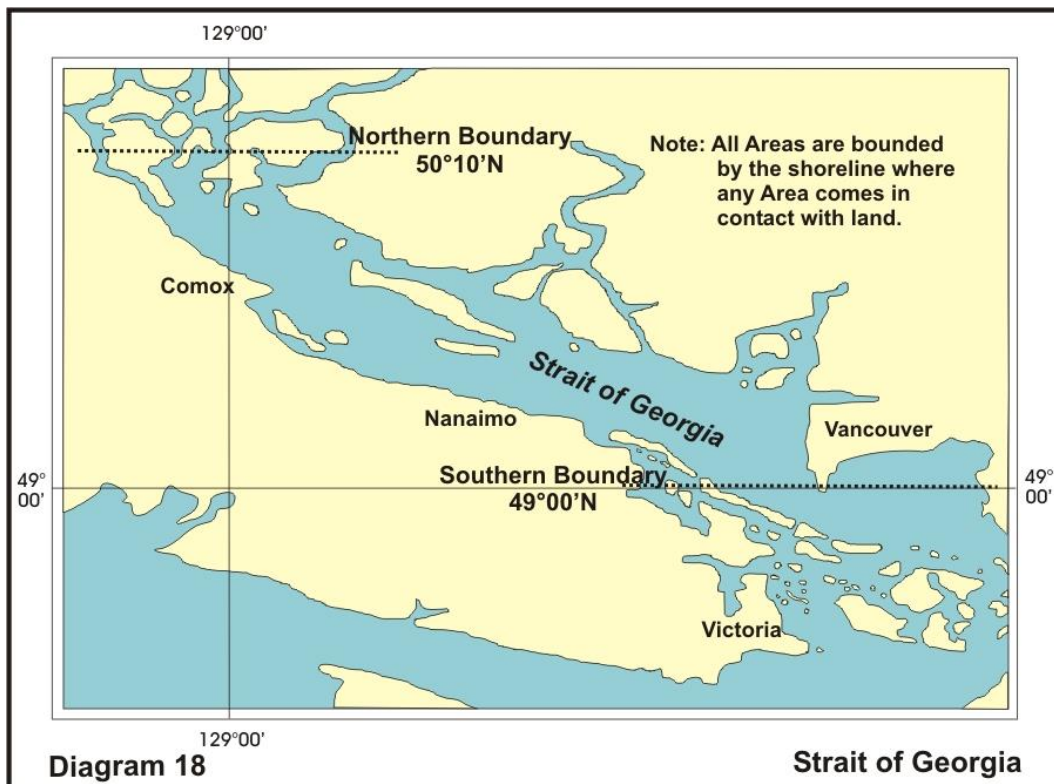 129°00'
Northern Boundary
50°10'N
Note: All Areas are bounded
by the shoreline where
any Area comes in
contact with land.
Comox
Strait of Georgia
Nanaimo
Vancouver
49°
00'
Southern Boundary
49°00'N
49°
00'
Victoria
129°00'
Diagram 18
Strait of Georgia